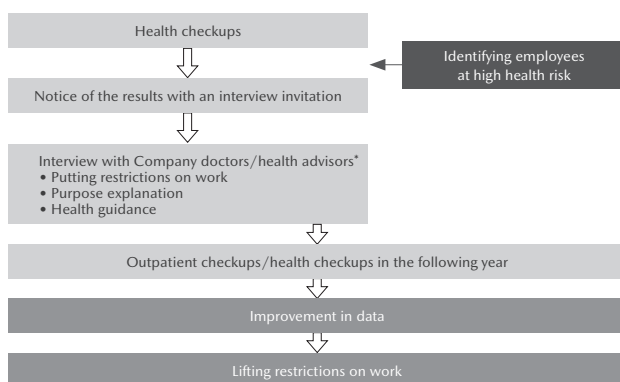 Health checkups
Identifying employees
at high health risk
Notice of the results with an interview invitation
Interview with Company doctors/health advisors*
• Putting restrictions on work
• Purpose explanation
• Health guidance
Outpatient checkups/health checkups in the following year
Improvement in data
Lifting restrictions on work